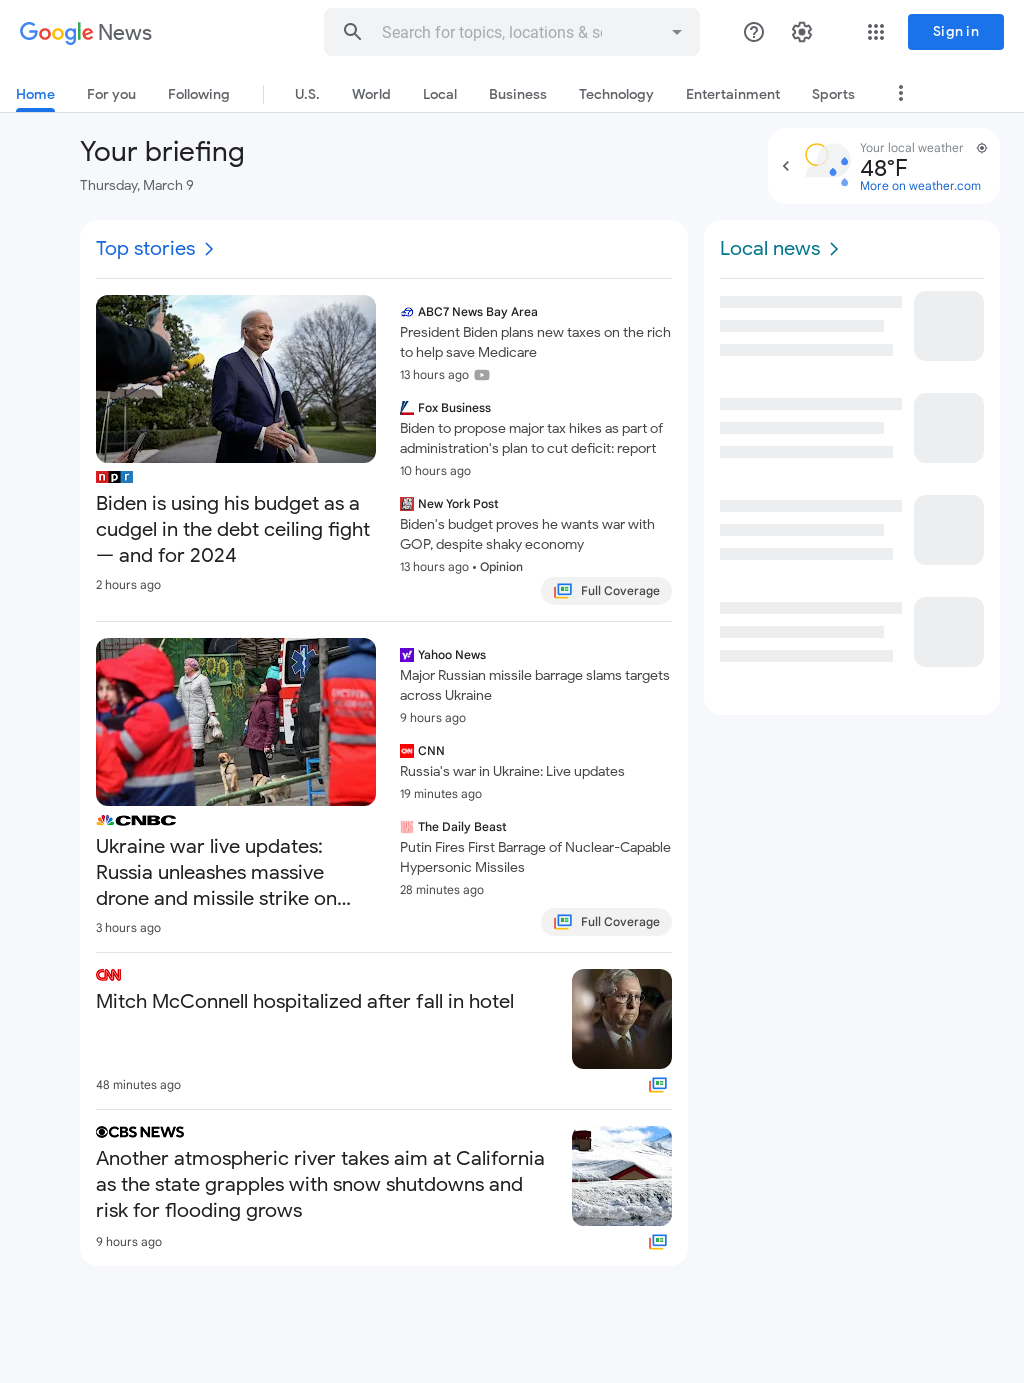 Google News
Search for topics, locations & so
Sign in
Home
For you
Following
U.S.
World
Local
Business
Technology
Entertainment
Sports
Your briefing
Thursday, March 9
Your local weather
48°F
More on weather.com
Top stories
npr
Biden is using his budget as a
cudgel in the debt ceiling fight
— and for 2024
2 hours ago
ABC7 News Bay Area
President Biden plans new taxes on the rich
to help save Medicare
13 hours ago
Fox Business
Biden to propose major tax hikes as part of
administration's plan to cut deficit: report
10 hours ago
New York Post
Biden's budget proves he wants war with
GOP, despite shaky economy
13 hours ago • Opinion
Full Coverage
CNBC
Ukraine war live updates:
Russia unleashes massive
drone and missile strike on...
3 hours ago
Yahoo News
Major Russian missile barrage slams targets
across Ukraine
9 hours ago
CNN
Russia's war in Ukraine: Live updates
19 minutes ago
The Daily Beast
Putin Fires First Barrage of Nuclear-Capable
Hypersonic Missiles
28 minutes ago
Full Coverage
CNN
Mitch McConnell hospitalized after fall in hotel
48 minutes ago
CBS NEWS
Another atmospheric river takes aim at California
as the state grapples with snow shutdowns and
risk for flooding grows
9 hours ago
Local news